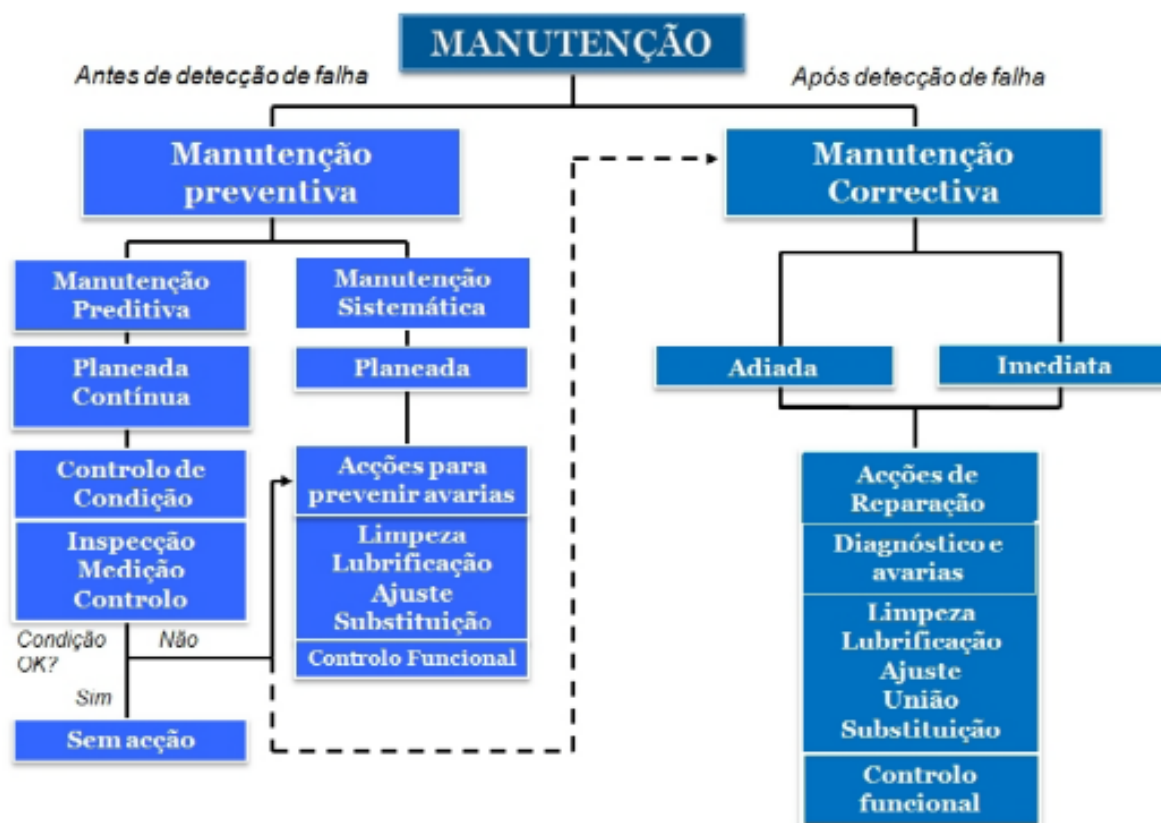 MANUTENÇÃO
Antes de detecção de falha
Após detecção de falha
Manutenção
preventiva
Manutenção
Correctiva
Manutenção
Preditiva
Manutenção
Sistemática
Planeada
Contínua
Planeada
Adiada
Imediata
Controlo de
Condição
Acções para
prevenir avarias
Acções de
Reparação
Inspecção
Medição
Controlo
Limpeza
Lubrificação
Ajuste
Substituição
Diagnóstico e
avarias
Limpeza
Lubrificação
Ajuste
União
Substituição
Condição
OK?
Não
Controlo Funcional
Sim
Sem acção
Controlo
funcional